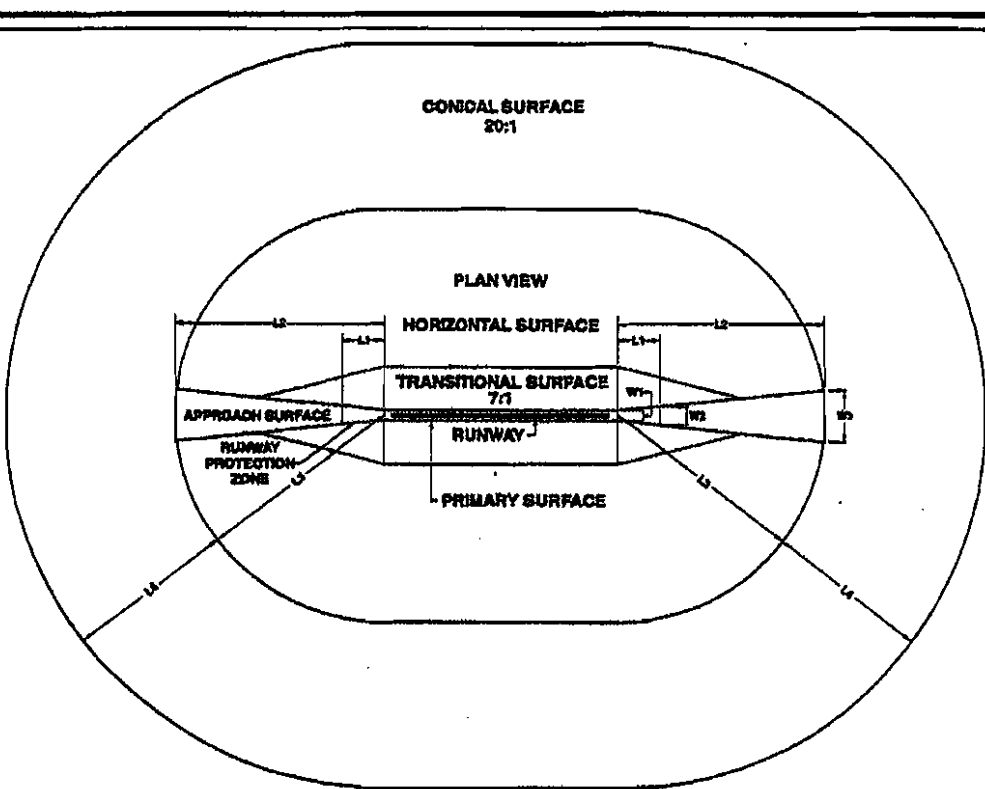 CONICAL SURFACE
20:1
PLAN VIEW
L2
HORIZONTAL SURFACE
L2
L1
L1
TRANSITIONAL SURFACE
7:1
W1
APPROACH SURFACE
W2
W3
RUNWAY
RUNWAY
PROTECTION
ZONE
L3
L3
PRIMARY SURFACE
L4
L4